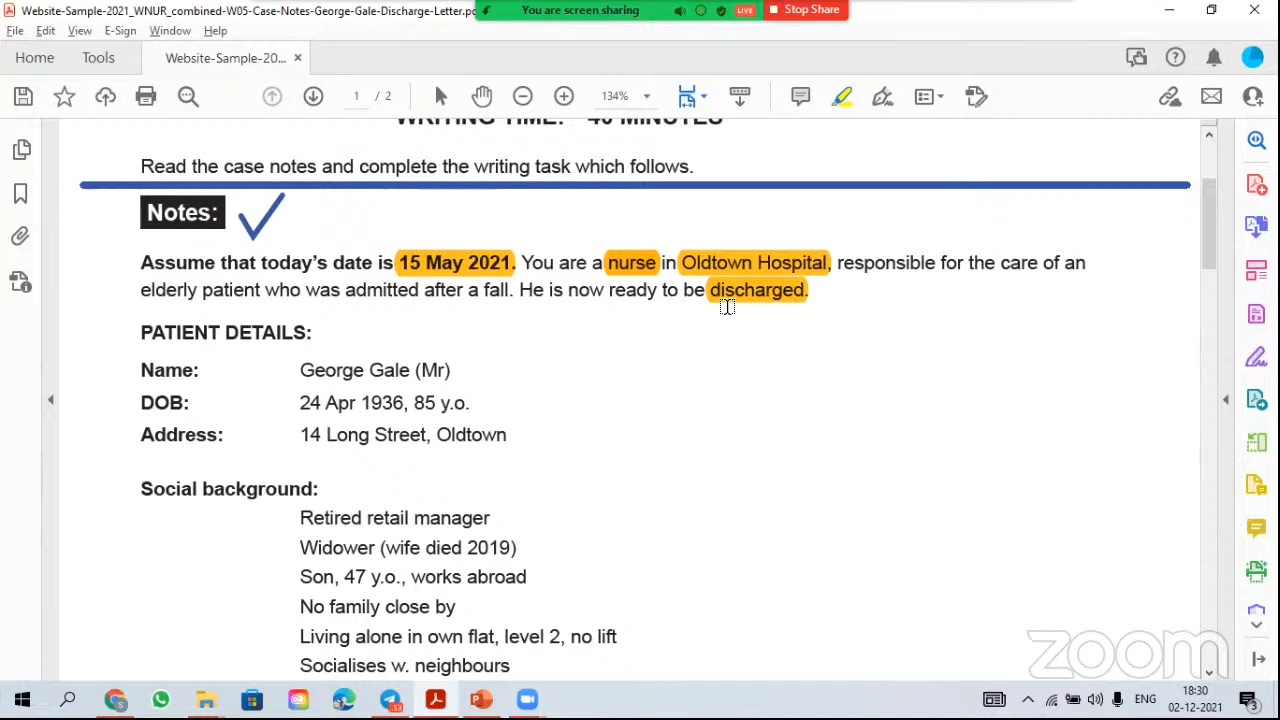 Website-Sample-2021_WNUR_combined-W05-Case-Notes-George-Gale-Discharge-Letter.pd
You are screen sharing LIVE Stop Share
File Edit View E-Sign Window Help
Home Tools Website-Sample-20... ×
1 / 2 134%
WRITING TIME: 40 MINUTES
Read the case notes and complete the writing task which follows.
Notes:
Assume that today's date is 15 May 2021. You are a nurse in Oldtown Hospital, responsible for the care of an
elderly patient who was admitted after a fall. He is now ready to be discharged.
PATIENT DETAILS:
Name: George Gale (Mr)
DOB: 24 Apr 1936, 85 y.o.
Address: 14 Long Street, Oldtown
Social background:
Retired retail manager
Widower (wife died 2019)
Son, 47 y.o., works abroad
No family close by
Living alone in own flat, level 2, no lift
Socialises w. neighbours
zoom
53 ENG 18:30
02-12-2021 3